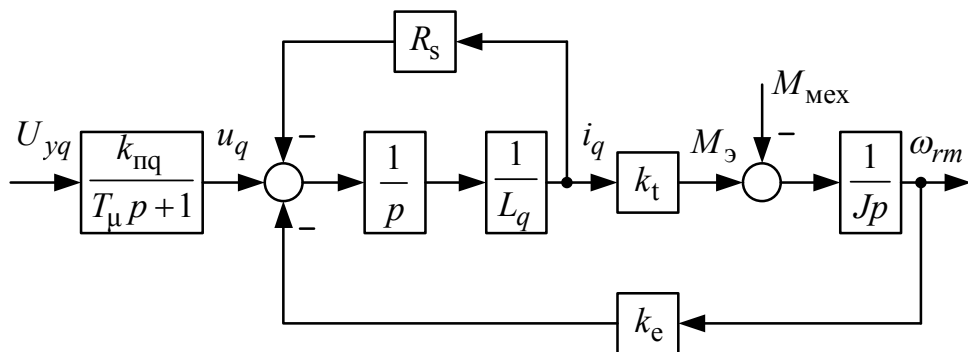 R_s
M_мех
U_yq
k_пq
T_μ p + 1
u_q
−
−
1
p
1
L_q
i_q
k_t
M_э
−
1
Jp
ω_rm
k_e